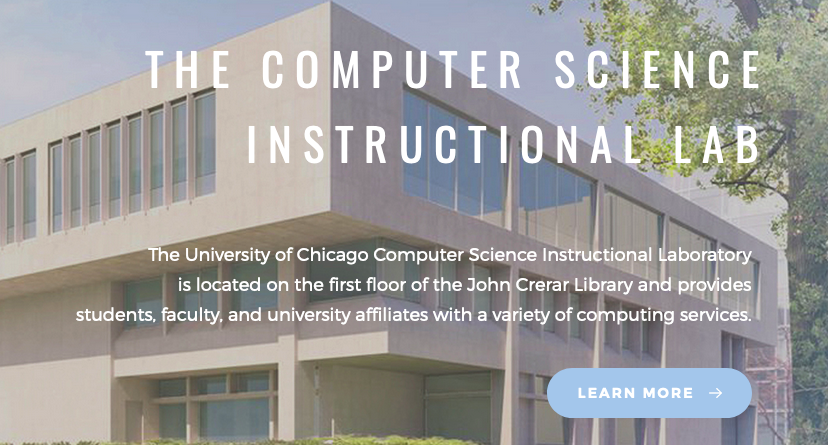 THE COMPUTER SCIENCE
INSTRUCTIONAL LAB
The University of Chicago Computer Science Instructional Laboratory
is located on the first floor of the John Crerar Library and provides
students, faculty, and university affiliates with a variety of computing services.
LEARN MORE →